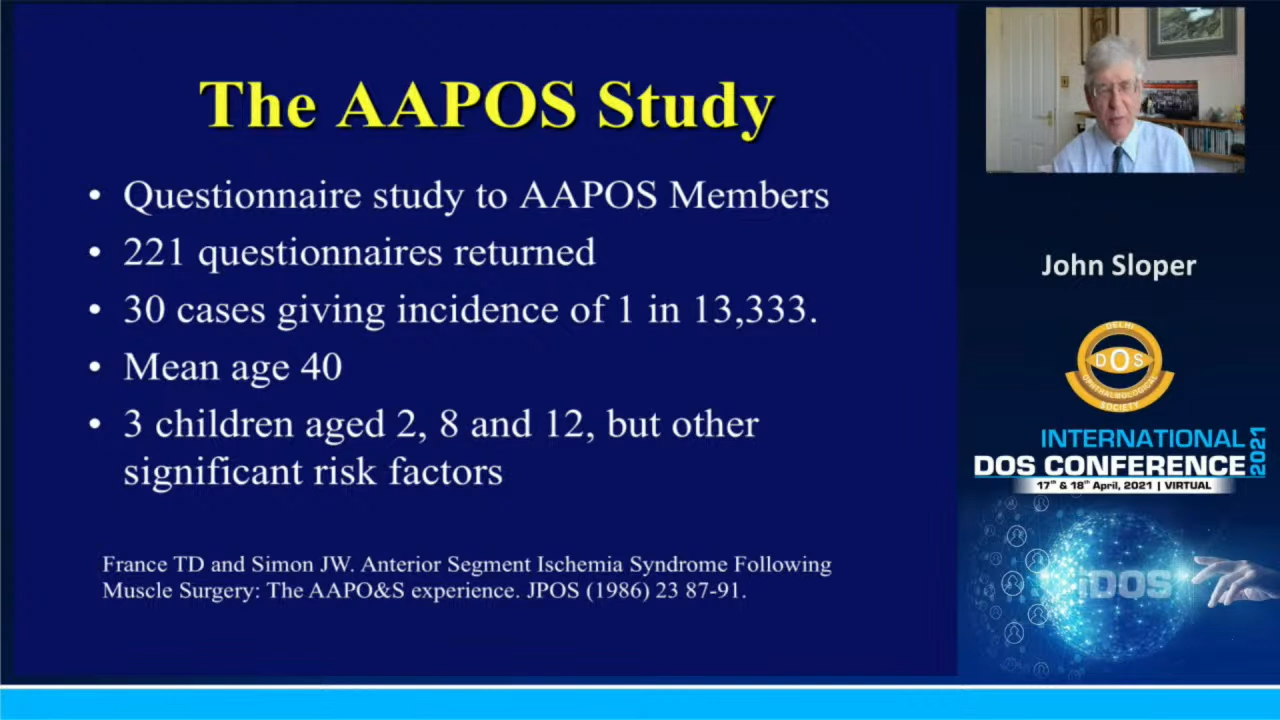 The AAPOS Study
• Questionnaire study to AAPOS Members
• 221 questionnaires returned
• 30 cases giving incidence of 1 in 13,333.
• Mean age 40
• 3 children aged 2, 8 and 12, but other
significant risk factors
France TD and Simon JW. Anterior Segment Ischemia Syndrome Following
Muscle Surgery: The AAPO&S experience. JPOS (1986) 23 87-91.
John Sloper
DELHI
DOS
OPHTHALMOLOGICAL
SOCIETY
INTERNATIONAL
DOS CONFERENCE
2021
17th & 18th April, 2021 | VIRTUAL
iDOS